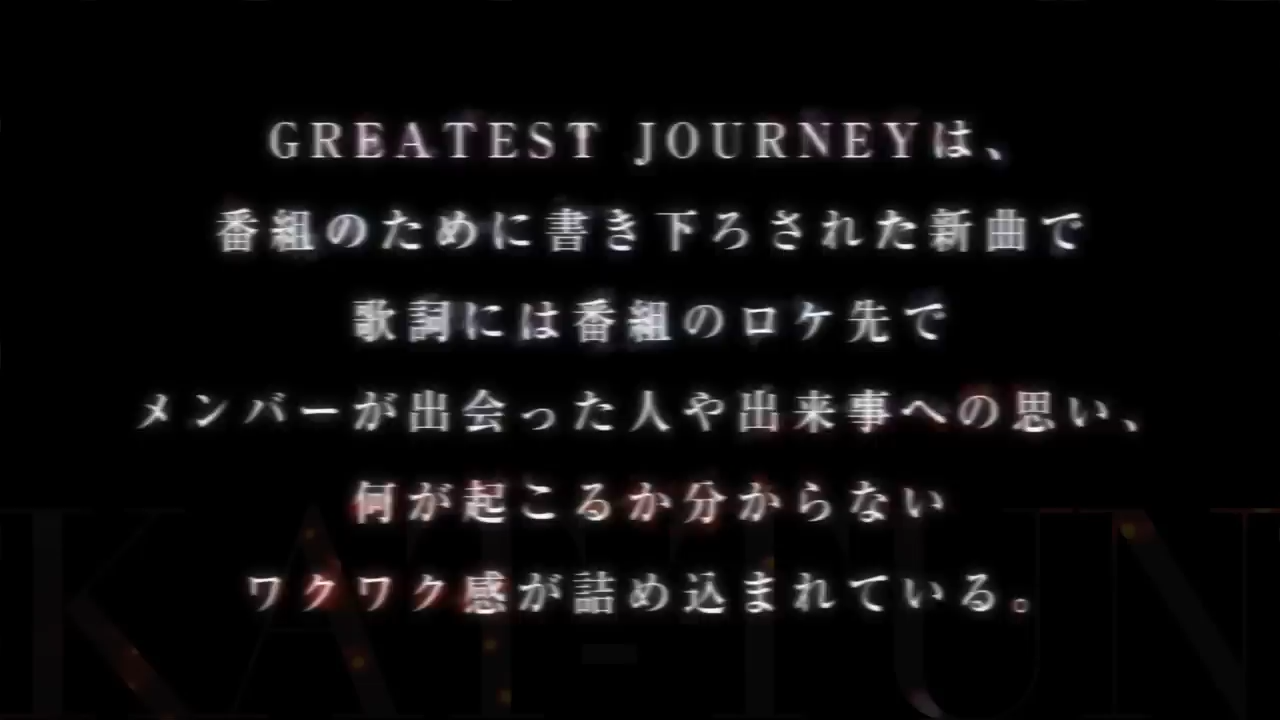 GREATEST JOURNEYは、
番組のために書き下ろされた新曲で
歌詞には番組のロケ先で
メンバーが出会った人や出来事への思い、
何が起こるか分からない
ワクワク感が詰め込まれている。
KAT-TUN